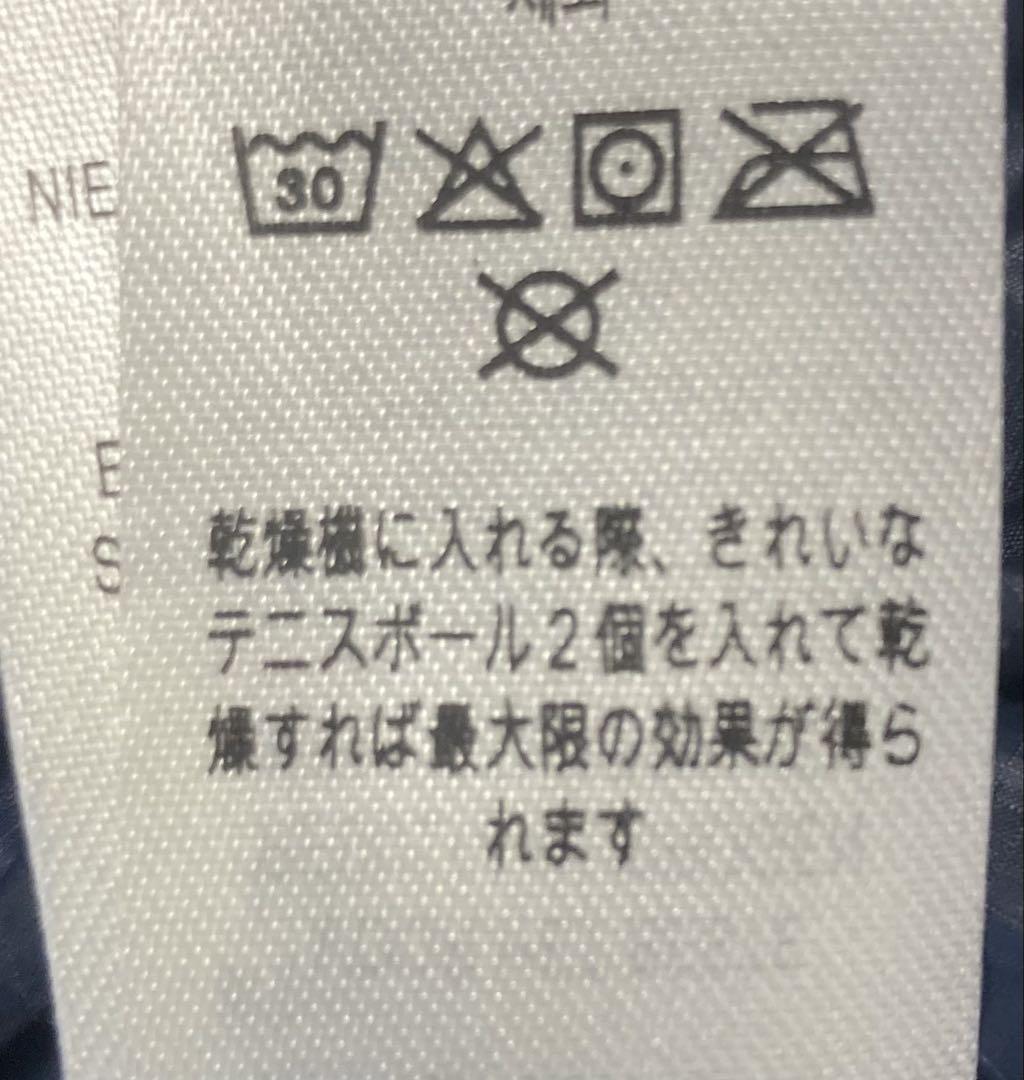 NIE
30
E
S
乾燥機に入れる際、きれいな
テニスボール2個を入れて乾
燥すれば最大限の効果が得ら
れます